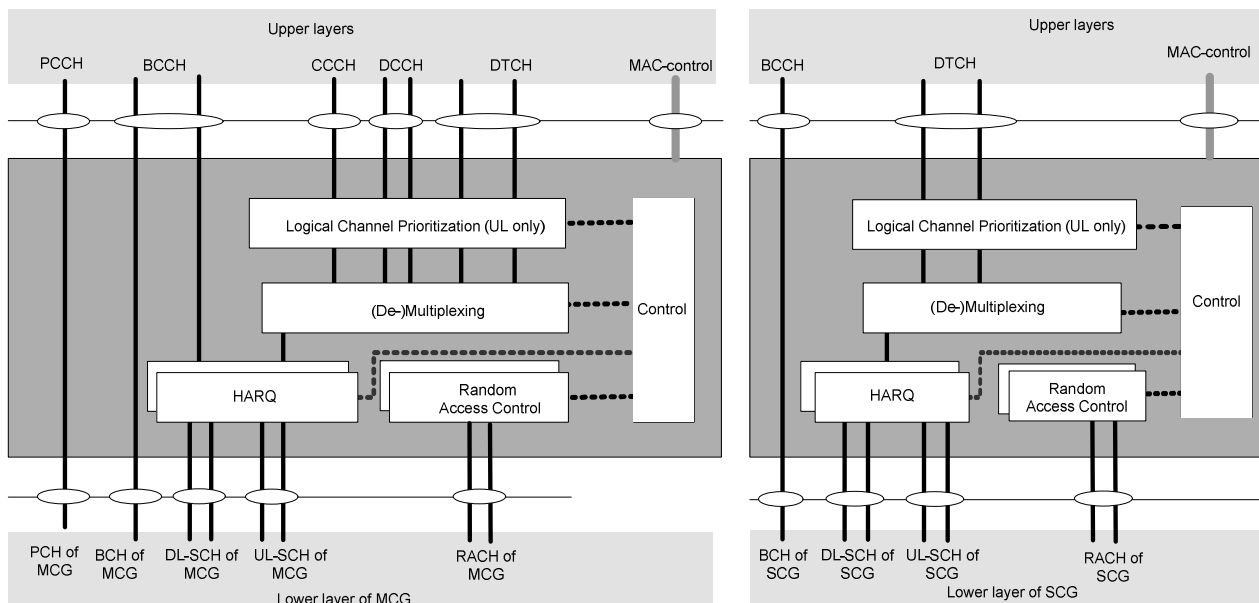 Upper layers
PCCH BCCH CCCH DCCH DTCH MAC-control
Logical Channel Prioritization (UL only)
(De-)Multiplexing
Control
HARQ
Random
Access Control
PCH of
MCG
BCH of
MCG
DL-SCH of
MCG
UL-SCH of
MCG
RACH of
MCG
Lower layer of MCG
Upper layers
BCCH DTCH MAC-control
Logical Channel Prioritization (UL only)
(De-)Multiplexing
Control
HARQ
Random
Access Control
BCH of
SCG
DL-SCH of
SCG
UL-SCH of
SCG
RACH of
SCG
Lower layer of SCG